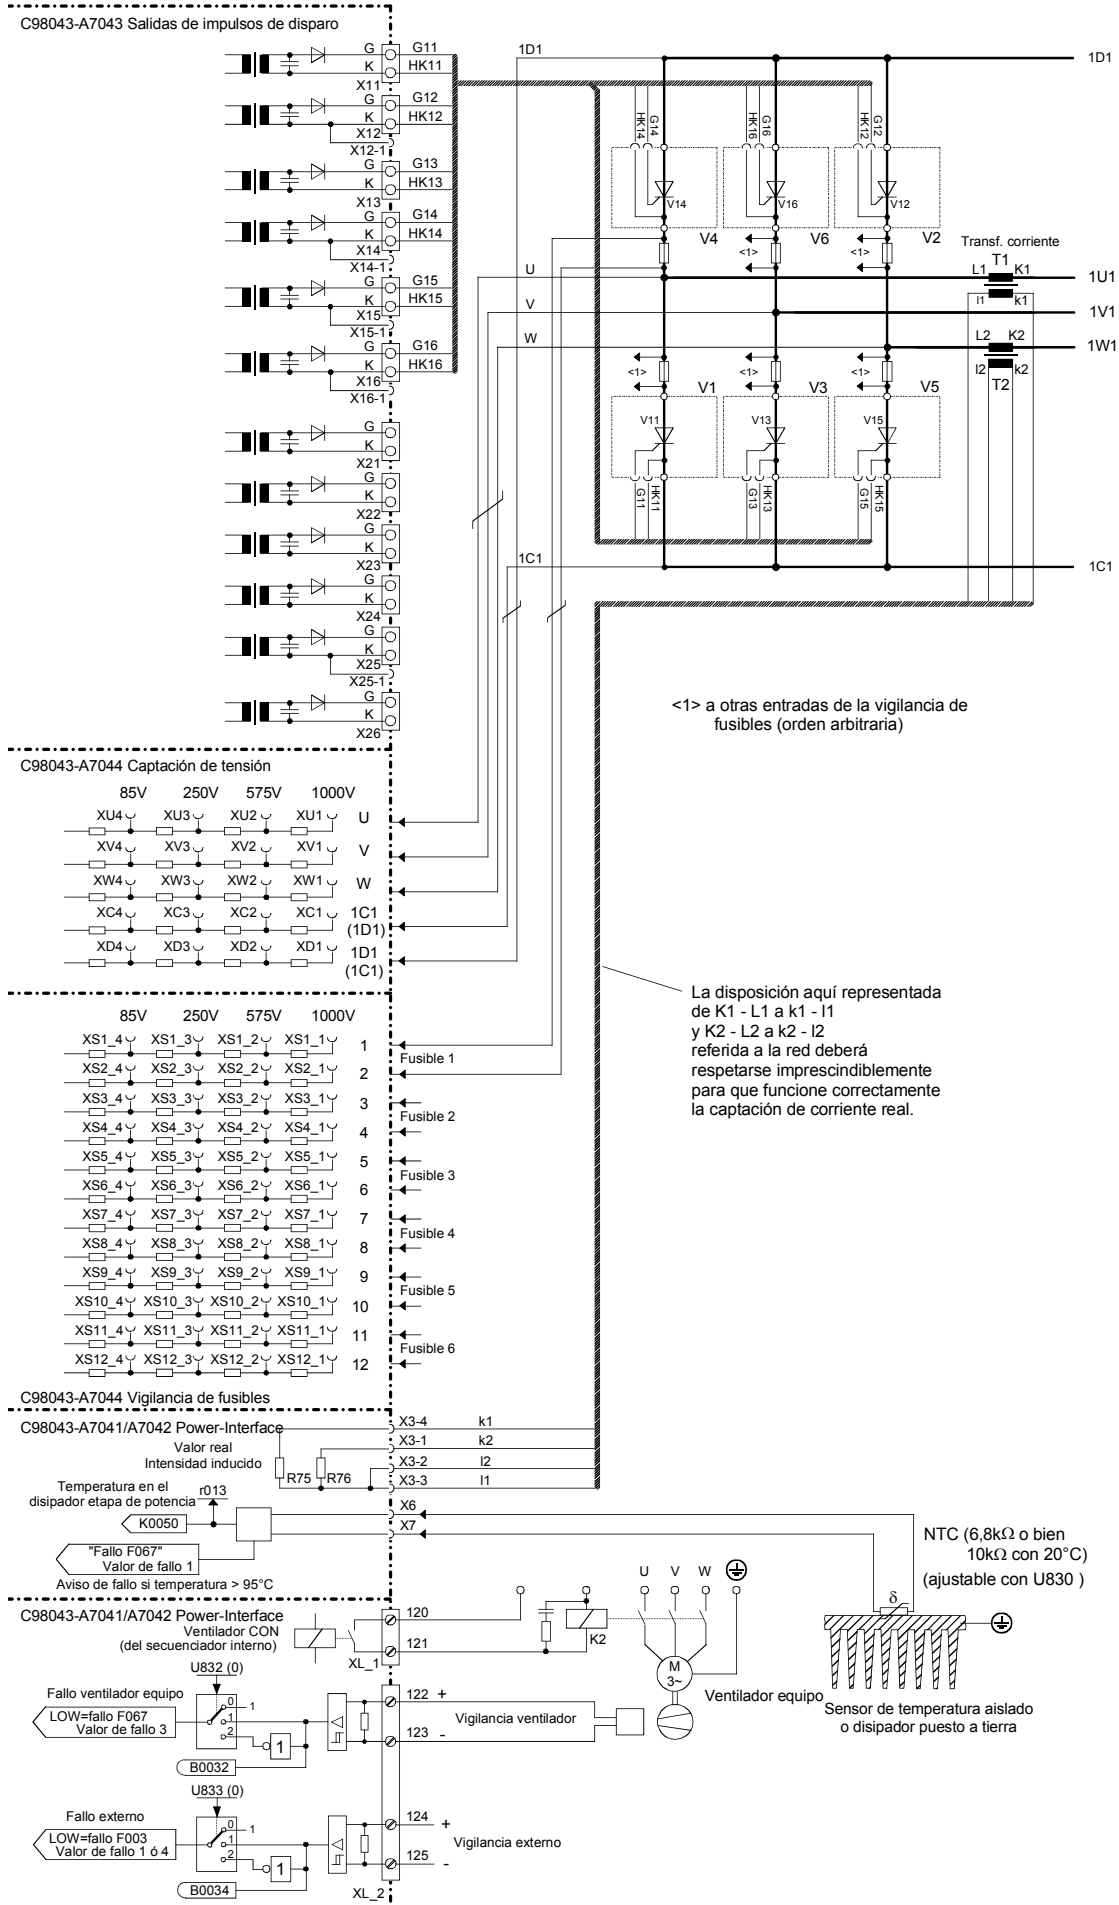 C98043-A7043 Salidas de impulsos de disparo
G G11
K HK11
X11
G G12
K HK12
X12
X12-1
G G13
K HK13
X13
G G14
K HK14
X14
X14-1
G G15
K HK15
X15
X15-1
G G16
K HK16
X16
X16-1
G
K
X21
G
K
X22
G
K
X23
G
K
X24
G
K
X25
X25-1
G
K
X26
1D1 1D1
HK14 G14 HK16 G16 HK12 G12
V14 V16 V12
V4 V6 V2
<1> <1>
Transf. corriente
T1
L1 K1
l1 k1
U 1U1
V 1V1
W 1W1
L2 K2
l2 k2
T2
<1> <1> <1>
V1 V3 V5
V11 V13 V15
G11 HK11 G13 HK13 G15 HK15
1C1 1C1
<1> a otras entradas de la vigilancia de
fusibles (orden arbitraria)
C98043-A7044 Captación de tensión
85V 250V 575V 1000V
XU4 XU3 XU2 XU1 U
XV4 XV3 XV2 XV1 V
XW4 XW3 XW2 XW1 W
XC4 XC3 XC2 XC1 1C1
(1D1)
XD4 XD3 XD2 XD1 1D1
(1C1)
La disposición aquí representada
de K1 - L1 a k1 - l1
y K2 - L2 a k2 - l2
referida a la red deberá
respetarse imprescindiblemente
para que funcione correctamente
la captación de corriente real.
85V 250V 575V 1000V
XS1_4 XS1_3 XS1_2 XS1_1 1
Fusible 1
XS2_4 XS2_3 XS2_2 XS2_1 2
XS3_4 XS3_3 XS3_2 XS3_1 3
Fusible 2
XS4_4 XS4_3 XS4_2 XS4_1 4
XS5_4 XS5_3 XS5_2 XS5_1 5
Fusible 3
XS6_4 XS6_3 XS6_2 XS6_1 6
XS7_4 XS7_3 XS7_2 XS7_1 7
Fusible 4
XS8_4 XS8_3 XS8_2 XS8_1 8
XS9_4 XS9_3 XS9_2 XS9_1 9
Fusible 5
XS10_4 XS10_3 XS10_2 XS10_1 10
XS11_4 XS11_3 XS11_2 XS11_1 11
Fusible 6
XS12_4 XS12_3 XS12_2 XS12_1 12
C98043-A7044 Vigilancia de fusibles
C98043-A7041/A7042 Power-Interface
Valor real
Intensidad inducido
R75 R76
X3-4 k1
X3-1 k2
X3-2 l2
X3-3 l1
Temperatura en el
disipador etapa de potencia
r013
K0050
X6
X7
"Fallo F067"
Valor de fallo 1
Aviso de fallo si temperatura > 95°C
NTC (6,8kΩ o bien
10kΩ con 20°C)
(ajustable con U830 )
δ
Sensor de temperatura aislado
o disipador puesto a tierra
C98043-A7041/A7042 Power-Interface
Ventilador CON
(del secuenciador interno)
120
121
XL_1
K2
U V W
M
3~
Ventilador equipo
U832 (0)
Fallo ventilador equipo
LOW=fallo F067
Valor de fallo 3
0 1
1
2
1
B0032
122 +
Vigilancia ventilador
123 -
U833 (0)
Fallo externo
LOW=fallo F003
Valor de fallo 1 ó 4
0 1
1
2
1
B0034
124 +
Vigilancia externo
125 -
XL_2